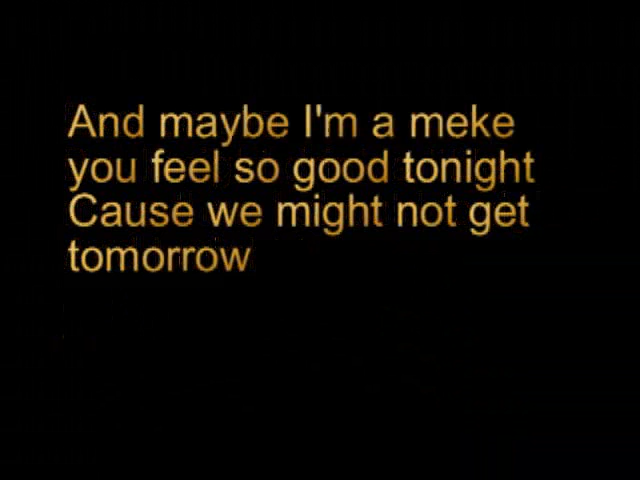 And maybe I'm a meke
you feel so good tonight
Cause we might not get
tomorrow